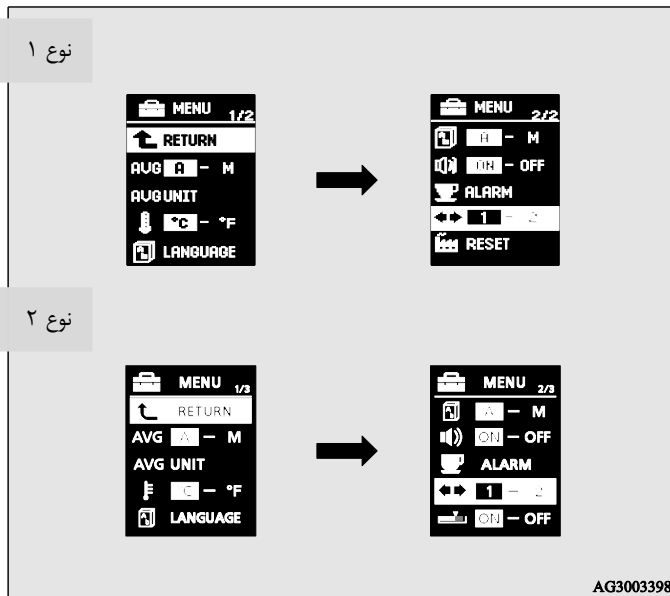 نوع ۱
MENU 1/2
RETURN
AVG A - M
AVG UNIT
°C - °F
LANGUAGE
MENU 2/2
A - M
ON - OFF
ALARM
1 - 2
RESET
نوع ۲
MENU 1/3
RETURN
AVG A - M
AVG UNIT
°C - °F
LANGUAGE
MENU 2/3
A - M
ON - OFF
ALARM
1 - 2
ON - OFF
AG3003398